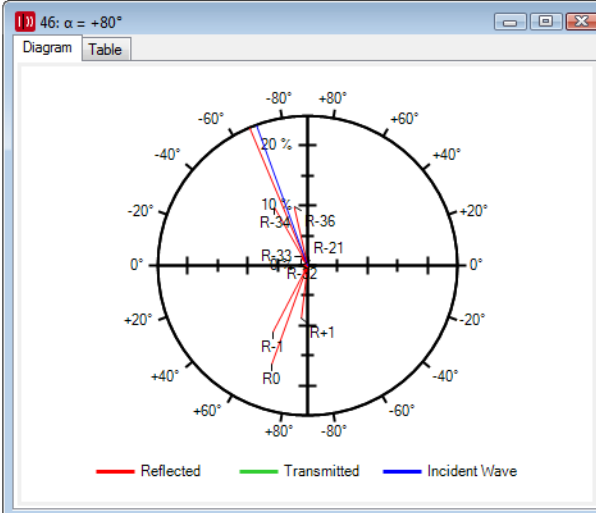 46: α = +80°
Diagram Table
-80° +80°
-60° +60°
20 %
-40° +40°
10 %
-20° +20°
R-34 R-36
R-21
R-33
0° 0°
R-32
+20° -20°
R+1
R-1
+40° R0 -40°
+60° -60°
+80° -80°
Reflected Transmitted Incident Wave